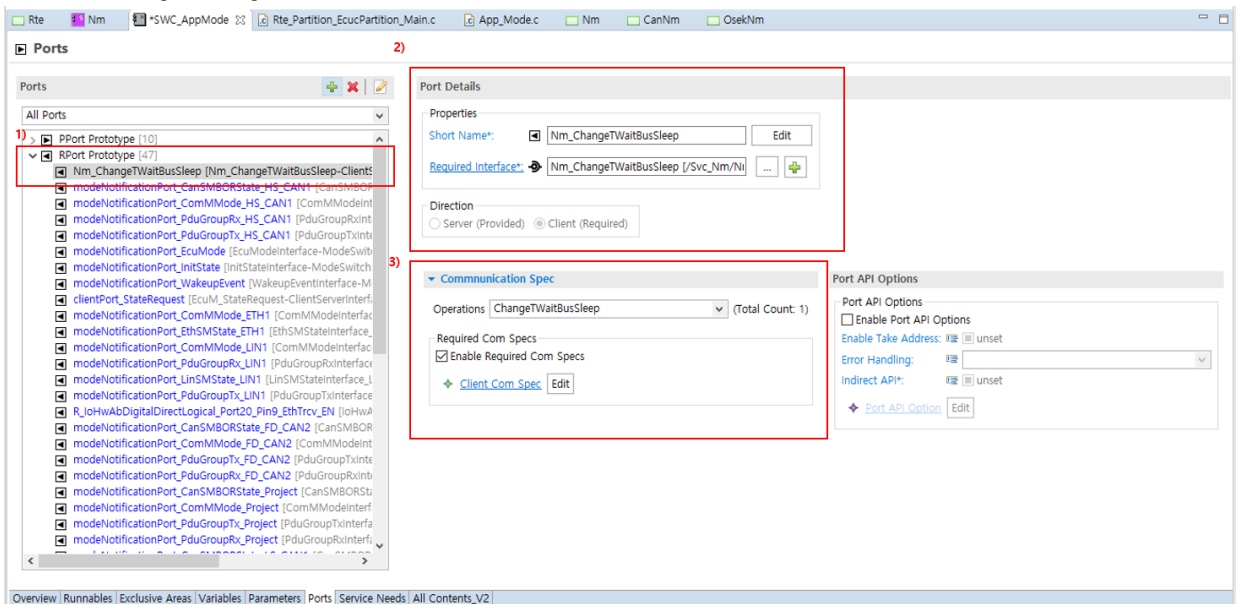 Rte Nm *SWC_AppMode Rte_Partition_EcucPartition_Main.c App_Mode.c Nm CanNm OsekNm
Ports
2)
Ports
All Ports
1)
PPort Prototype [10]
RPort Prototype [47]
Nm_ChangeTWaitBusSleep [Nm_ChangeTWaitBusSleep-ClientS
modeNotificationPort_CanSMBORState_HS_CAN1 [CanSMBOR
modeNotificationPort_ComMMode_HS_CAN1 [ComMModeInt
modeNotificationPort_PduGroupRx_HS_CAN1 [PduGroupRxInt
modeNotificationPort_PduGroupTx_HS_CAN1 [PduGroupTxInte
modeNotificationPort_EcuMode [EcuModeInterface-ModeSwit
modeNotificationPort_InitState [InitStateInterface-ModeSwitch
modeNotificationPort_WakeupEvent [WakeupEventInterface-M
clientPort_StateRequest [EcuM_StateRequest-ClientServerInterf
modeNotificationPort_ComMMode_ETH1 [ComMModeInterfac
modeNotificationPort_EthSMState_ETH1 [EthSMStateInterface_
modeNotificationPort_ComMMode_LIN1 [ComMModeInterfac
modeNotificationPort_PduGroupRx_LIN1 [PduGroupRxInterface
modeNotificationPort_LinSMState_LIN1 [LinSMStateInterface_L
modeNotificationPort_PduGroupTx_LIN1 [PduGroupTxInterface
R_IoHwAbDigitalDirectLogical_Port20_Pin9_EthTrcv_EN [IoHwA
modeNotificationPort_CanSMBORState_FD_CAN2 [CanSMBOR
modeNotificationPort_ComMMode_FD_CAN2 [ComMModeInt
modeNotificationPort_PduGroupTx_FD_CAN2 [PduGroupTxInte
modeNotificationPort_PduGroupRx_FD_CAN2 [PduGroupRxInt
modeNotificationPort_CanSMBORState_Project [CanSMBORSta
modeNotificationPort_ComMMode_Project [ComMModeInterf
modeNotificationPort_PduGroupTx_Project [PduGroupTxInterfa
modeNotificationPort_PduGroupRx_Project [PduGroupRxInterfa
Port Details
Properties
Short Name*: Nm_ChangeTWaitBusSleep Edit
Required Interface*: Nm_ChangeTWaitBusSleep [/Svc_Nm/Ni ...
Direction
Server (Provided) Client (Required)
3)
Commnunication Spec
Operations ChangeTWaitBusSleep (Total Count: 1)
Required Com Specs
Enable Required Com Specs
Client Com Spec Edit
Port API Options
Port API Options
Enable Port API Options
Enable Take Address: unset
Error Handling:
Indirect API*: unset
Port API Option Edit
Overview Runnables Exclusive Areas Variables Parameters Ports Service Needs All Contents_V2